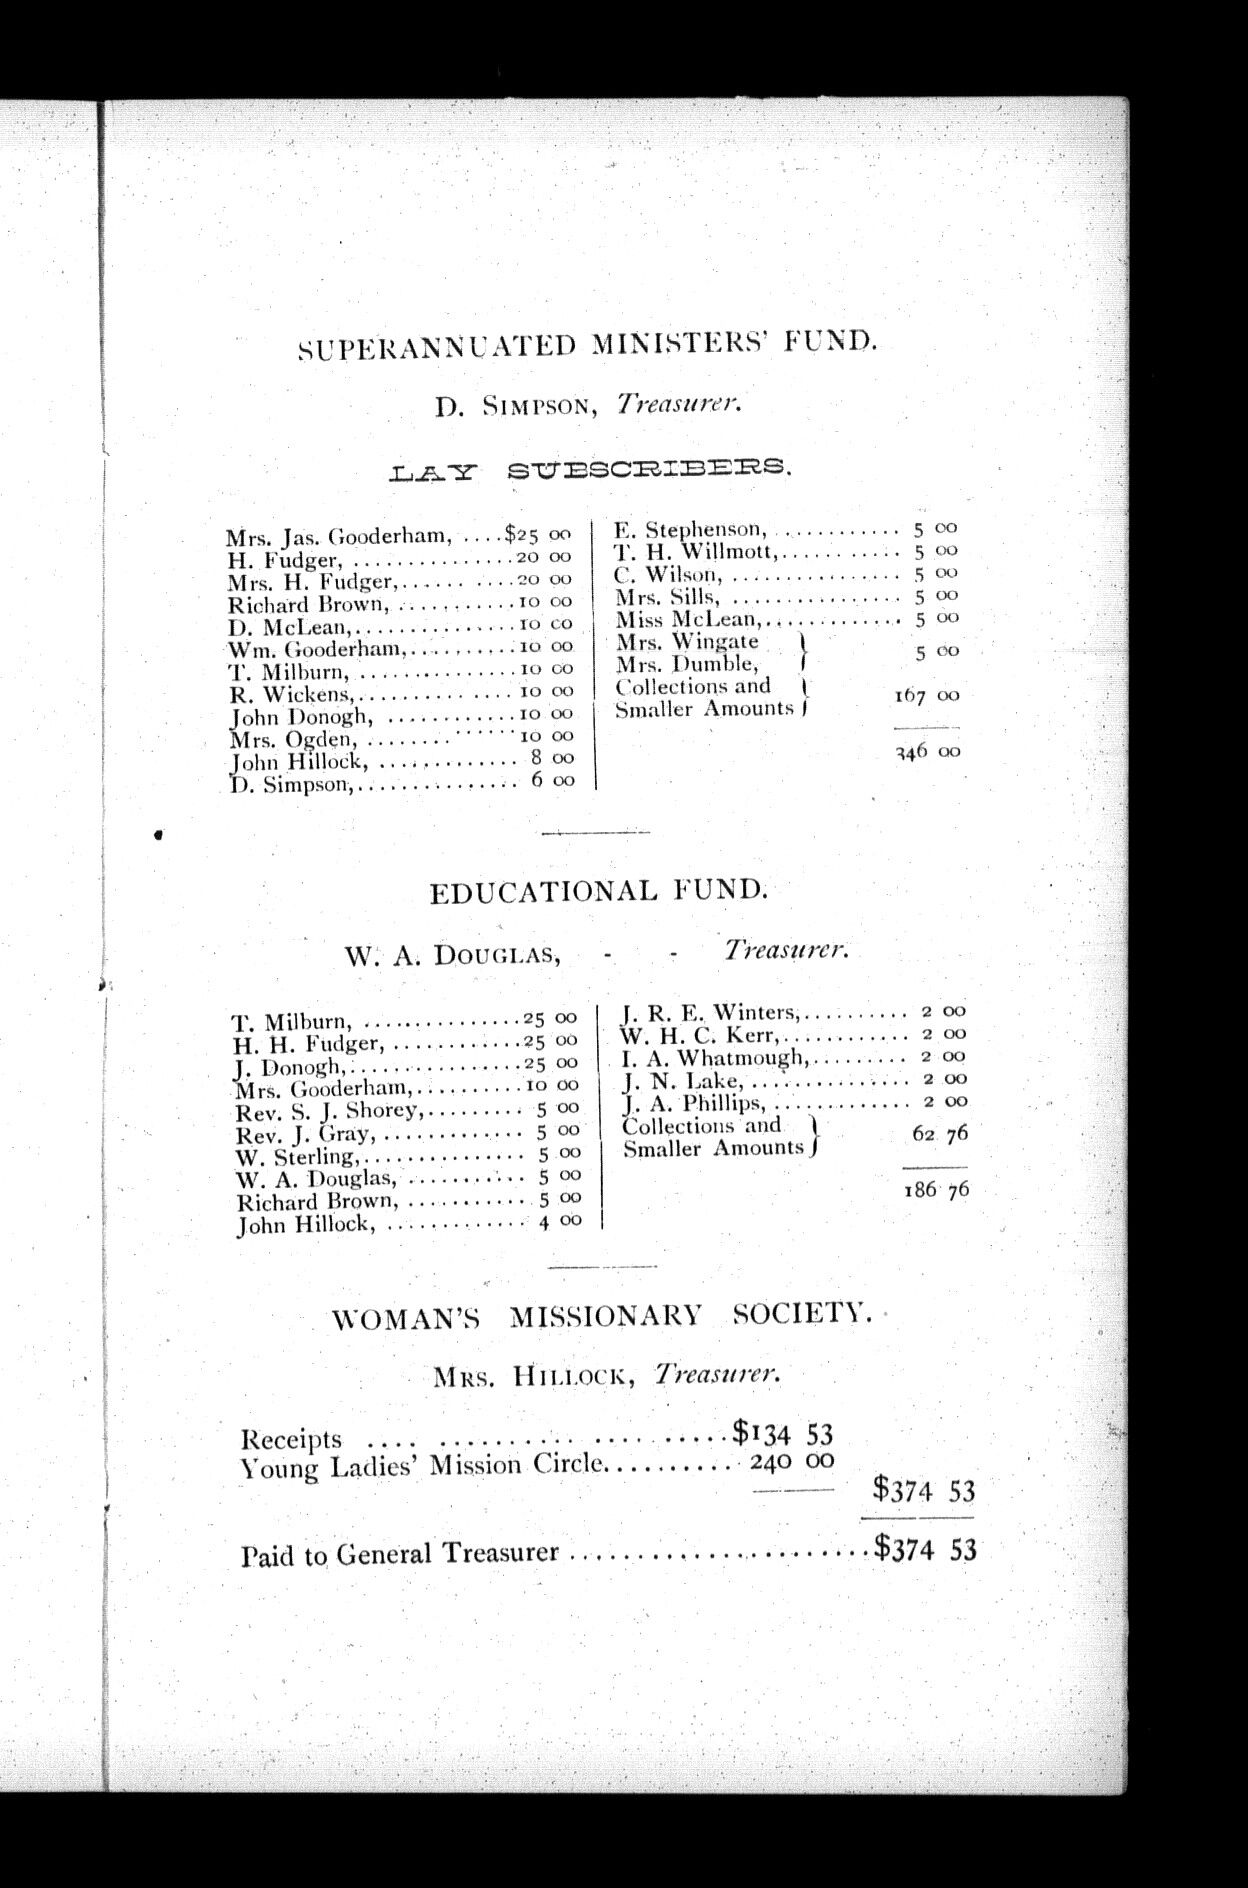 SUPERANNUATED MINISTERS' FUND.
D. SIMPSON, Treasurer.
LAY SUBSCRIBERS.
Mrs. Jas. Gooderham, ....$25 00
H. Fudger, ...............20 00
Mrs. H. Fudger,...... ....20 00
Richard Brown, ...........10 00
D. McLean,...............10 00
Wm. Gooderham,..........10 00
T. Milburn, ...............10 00
R. Wickens,...............10 00
John Donogh, ............10 00
Mrs. Ogden, ..............10 00
John Hillock, ............. 8 00
D. Simpson,............... 6 00
E. Stephenson, ............ 5 00
T. H. Willmott,........... 5 00
C. Wilson, ................ 5 00
Mrs. Sills, ................ 5 00
Miss McLean,............. 5 00
Mrs. Wingate }
Mrs. Dumble, } 5 00
Collections and }
Smaller Amounts } 167 00
346 00
EDUCATIONAL FUND.
W. A. DOUGLAS, - - Treasurer.
T. Milburn, ...............25 00
H. H. Fudger, ............25 00
J. Donogh,................25 00
Mrs. Gooderham,..........10 00
Rev. S. J. Shorey,......... 5 00
Rev. J. Gray, ............. 5 00
W. Sterling,............... 5 00
W. A. Douglas, ........... 5 00
Richard Brown, ........... 5 00
John Hillock, ............. 4 00
J. R. E. Winters,.......... 2 00
W. H. C. Kerr,............ 2 00
I. A. Whatmough,......... 2 00
J. N. Lake, ............... 2 00
J. A. Phillips, ............. 2 00
Collections and }
Smaller Amounts } 62 76
186 76
WOMAN'S MISSIONARY SOCIETY.
MRS. HILLOCK, Treasurer.
Receipts .... .......... .... .....$134 53
Young Ladies' Mission Circle.......... 240 00
$374 53
Paid to General Treasurer ......................$374 53